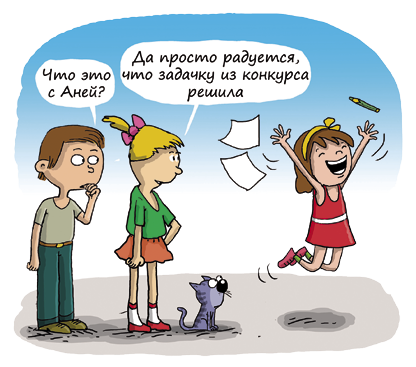 Что это
с Аней?
Да просто радуется,
что задачку из конкурса
решила